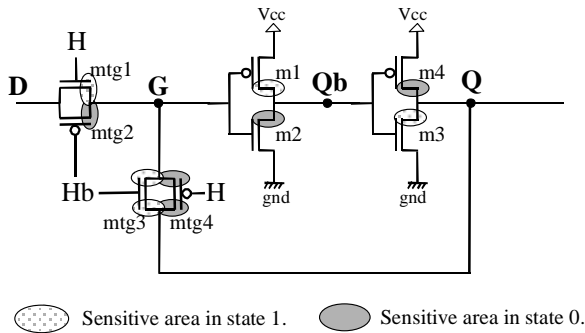 Vcc
Vcc
H
mtg1
m1
m4
D
G
Qb
Q
mtg2
m2
m3
Hb
H
gnd
gnd
mtg3
mtg4
Sensitive area in state 1.
Sensitive area in state 0.